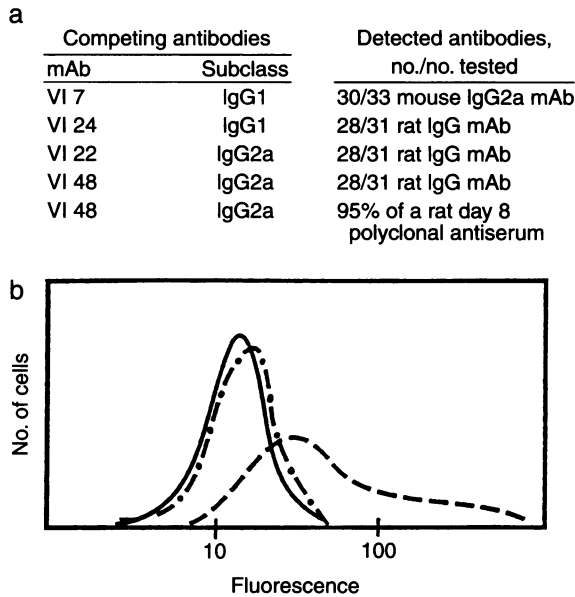 a
Competing antibodies Detected antibodies,
mAb Subclass no./no. tested
VI 7 IgG1 30/33 mouse IgG2a mAb
VI 24 IgG1 28/31 rat IgG mAb
VI 22 IgG2a 28/31 rat IgG mAb
VI 48 IgG2a 28/31 rat IgG mAb
VI 48 IgG2a 95% of a rat day 8
polyclonal antiserum
b
No. of cells
10 100
Fluorescence